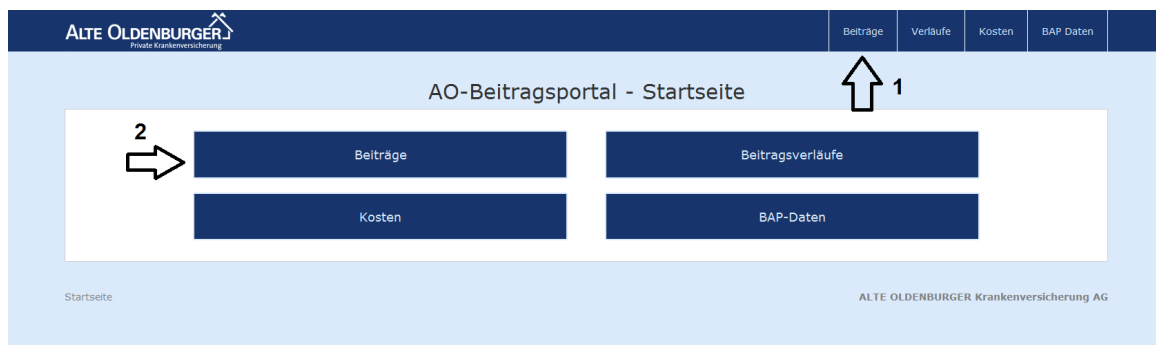 ALTE OLDENBURGER
Private Krankenversicherung
Beiträge Verläufe Kosten BAP Daten
1
AO-Beitragsportal - Startseite
2
Beiträge Beitragsverläufe
Kosten BAP-Daten
Startseite ALTE OLDENBURGER Krankenversicherung AG